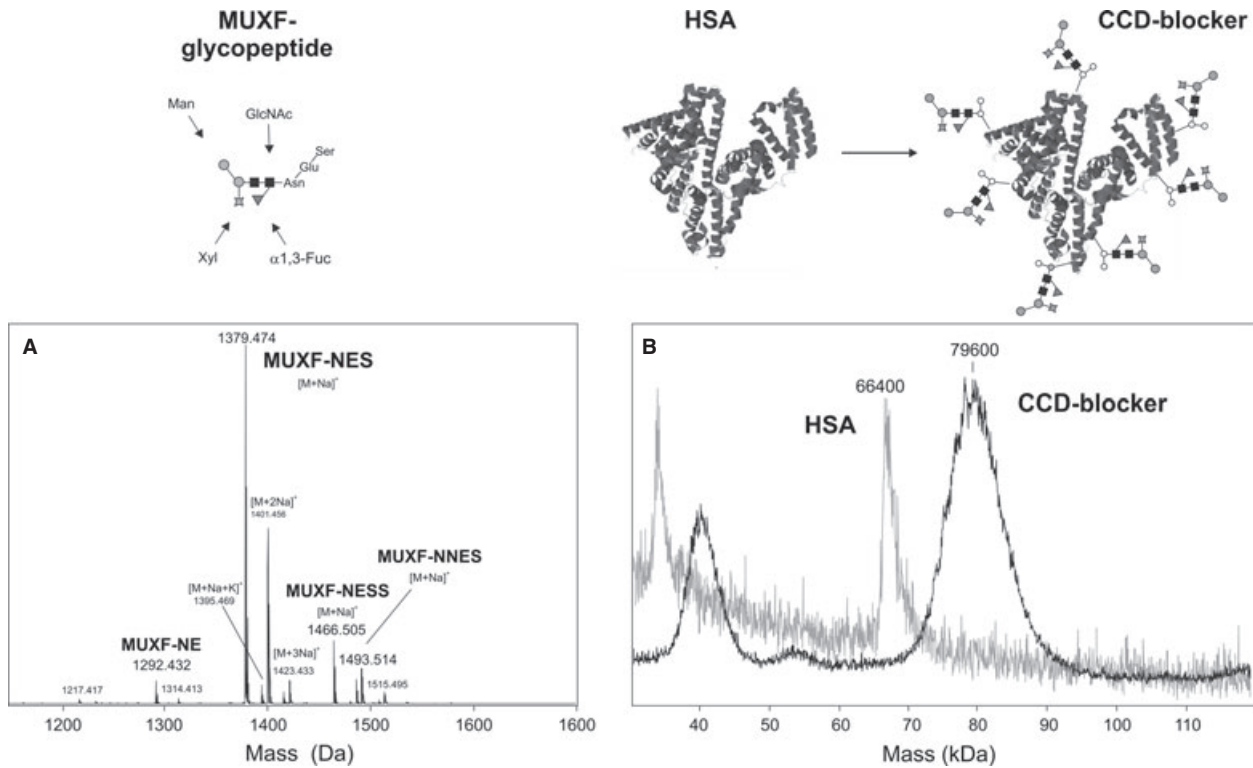 MUXF-
glycopeptide
HSA
CCD-blocker
Man
GlcNAc
Ser
Glu
Asn
Xyl
α1,3-Fuc
A
1379.474
MUXF-NES
[M+Na]+
[M+2Na]+
1401.456
[M+Na+K]+
1395.469
MUXF-NE
1292.432
1217.417
1314.413
[M+3Na]+
1423.433
MUXF-NESS
[M+Na]+
1466.505
MUXF-NNES
[M+Na]+
1493.514
1515.495
1200 1300 1400 1500 1600 1600
Mass (Da)
B
79600
66400
CCD-blocker
HSA
40 50 60 70 80 90 100 110
Mass (kDa)